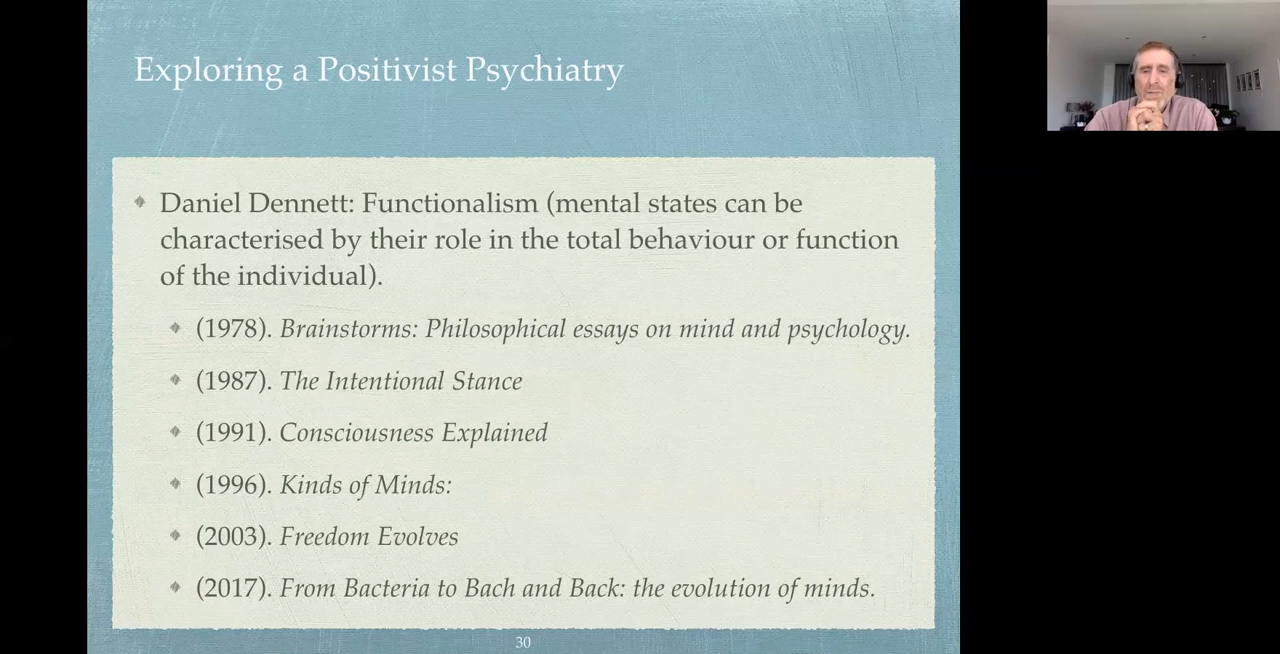 Exploring a Positivist Psychiatry
Daniel Dennett: Functionalism (mental states can be
characterised by their role in the total behaviour or function
of the individual).
(1978). Brainstorms: Philosophical essays on mind and psychology.
(1987). The Intentional Stance
(1991). Consciousness Explained
(1996). Kinds of Minds:
(2003). Freedom Evolves
(2017). From Bacteria to Bach and Back: the evolution of minds.
30